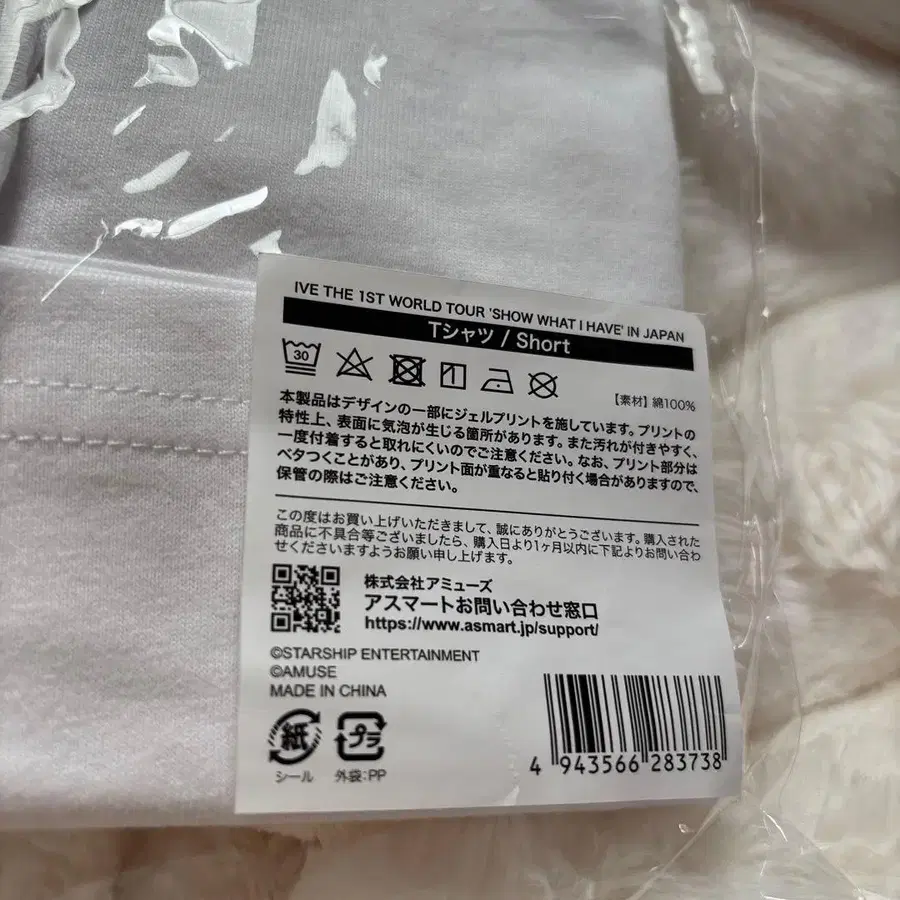 IVE THE 1ST WORLD TOUR 'SHOW WHAT I HAVE' IN JAPAN
Tシャツ / Short
30
【素材】綿100%
本製品はデザインの一部にジェルプリントを施しています。プリントの
特性上、表面に気泡が生じる箇所があります。また汚れが付きやすく、
一度付着すると取れにくいのでご注意ください。なお、プリント部分は
ベタつくことがあり、プリント面が重なると貼り付く場合がありますので、
保管の際はご注意ください。
この度はお買い上げいただきまして、誠にありがとうございます。購入された
商品に不具合等ございましたら、購入日より1ヶ月以内に下記よりお問い合わ
せくださいますようお願い申し上げます。
株式会社アミューズ
アスマートお問い合わせ窓口
https://www.asmart.jp/support/
©STARSHIP ENTERTAINMENT
©AMUSE
MADE IN CHINA
紙 プラ
シール 外袋:PP
4 943566 283738